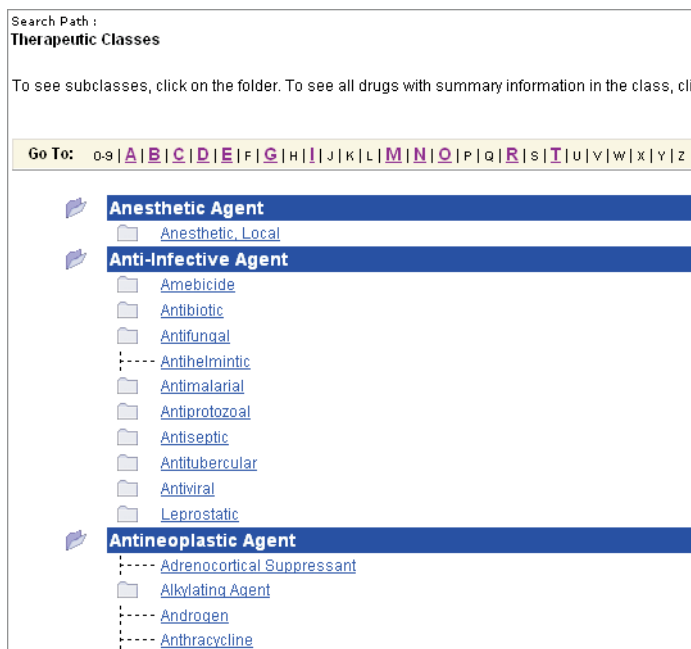 Search Path :
Therapeutic Classes
To see subclasses, click on the folder. To see all drugs with summary information in the class, cli
Go To: 0-9 | A | B | C | D | E | F | G | H | I | J | K | L | M | N | O | P | Q | R | S | T | U | V | W | X | Y | Z
Anesthetic Agent
Anesthetic, Local
Anti-Infective Agent
Amebicide
Antibiotic
Antifungal
Antihelmintic
Antimalarial
Antiprotozoal
Antiseptic
Antitubercular
Antiviral
Leprostatic
Antineoplastic Agent
Adrenocortical Suppressant
Alkylating Agent
Androgen
Anthracycline